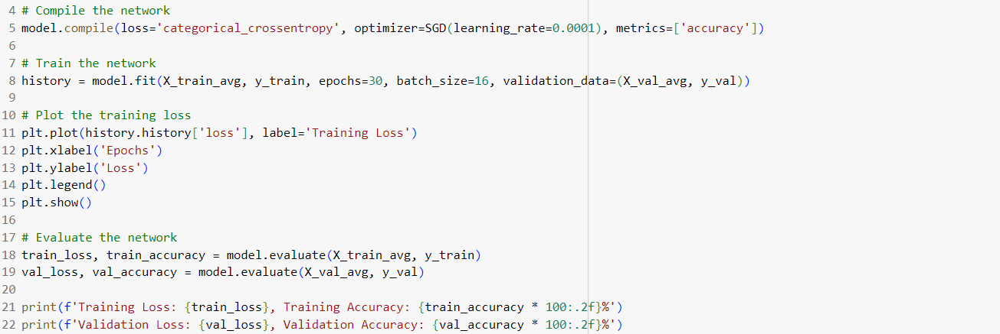 4 # Compile the network
5 model.compile(loss='categorical_crossentropy', optimizer=SGD(learning_rate=0.0001), metrics=['accuracy'])
6
7 # Train the network
8 history = model.fit(X_train_avg, y_train, epochs=30, batch_size=16, validation_data=(X_val_avg, y_val))
9
10 # Plot the training loss
11 plt.plot(history.history['loss'], label='Training Loss')
12 plt.xlabel('Epochs')
13 plt.ylabel('Loss')
14 plt.legend()
15 plt.show()
16
17 # Evaluate the network
18 train_loss, train_accuracy = model.evaluate(X_train_avg, y_train)
19 val_loss, val_accuracy = model.evaluate(X_val_avg, y_val)
20
21 print(f'Training Loss: {train_loss}, Training Accuracy: {train_accuracy * 100:.2f}%')
22 print(f'Validation Loss: {val_loss}, Validation Accuracy: {val_accuracy * 100:.2f}%')